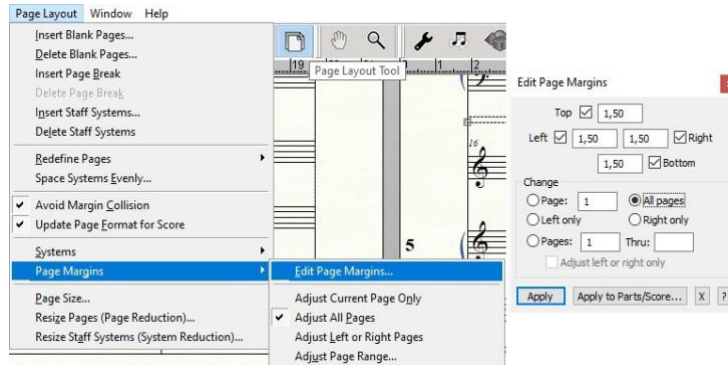 Page Layout Window Help
Insert Blank Pages...
Delete Blank Pages...
Insert Page Break
Delete Page Break
Insert Staff Systems...
Delete Staff Systems
Redefine Pages
Space Systems Evenly...
Avoid Margin Collision
Update Page Format for Score
Systems
Page Margins
Page Size...
Resize Pages (Page Reduction)...
Resize Staff Systems (System Reduction)...
Edit Page Margins...
Adjust Current Page Only
Adjust All Pages
Adjust Left or Right Pages
Adjust Page Range...
Page Layout Tool
19
1
2
16
5
Edit Page Margins
Top 1,50
Left 1,50 1,50 Right
1,50 Bottom
Change
Page: 1 All pages
Left only Right only
Pages: 1 Thru:
Adjust left or right only
Apply Apply to Parts/Score... X ?